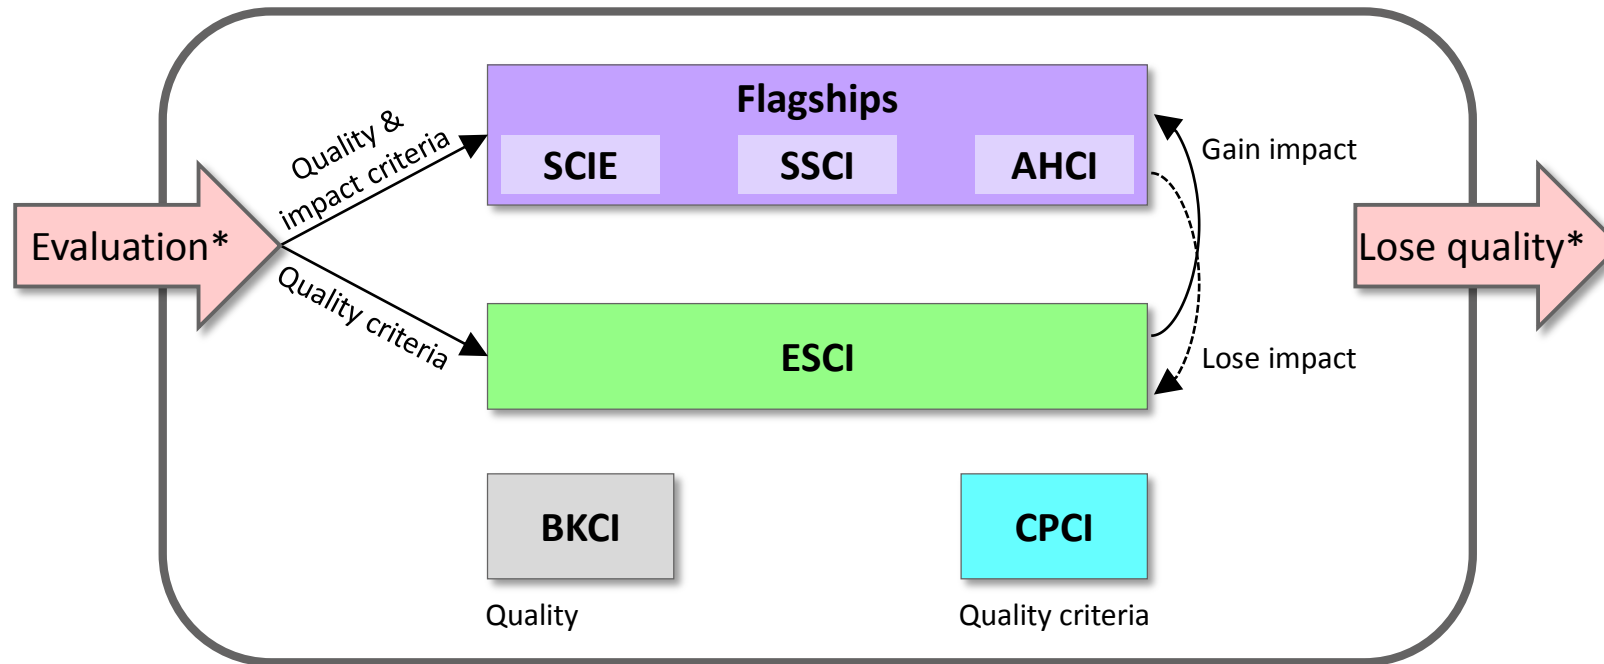 Flagships
SCIE
SSCI
AHCI
Quality &
impact criteria
Gain impact
Evaluation*
Lose quality*
Quality criteria
ESCI
Lose impact
BKCI
CPCI
Quality
Quality criteria